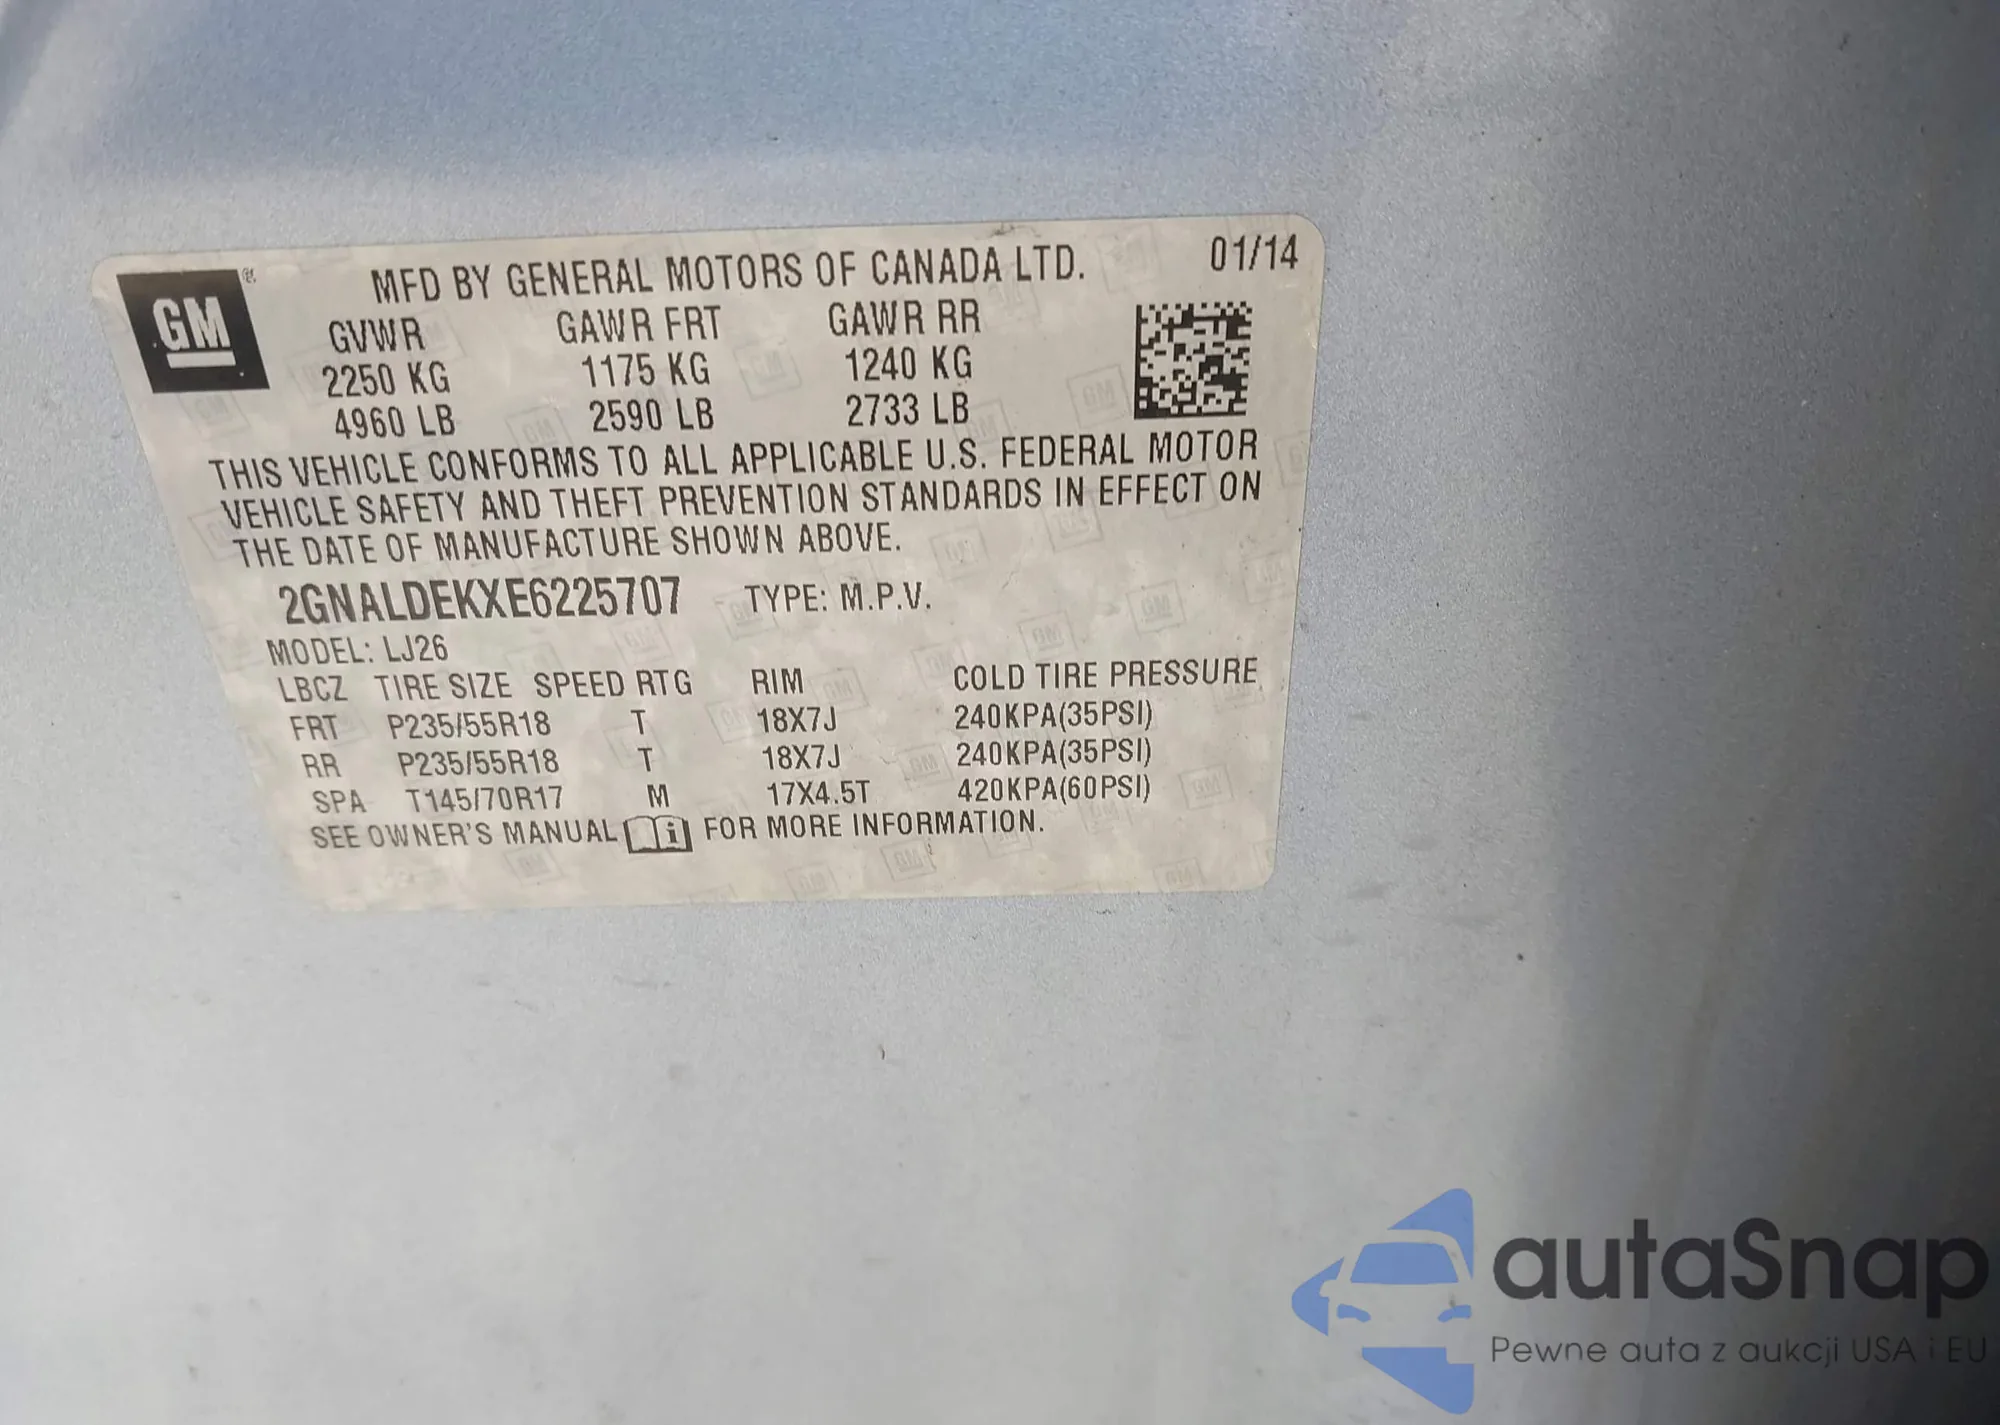 GM ®
MFD BY GENERAL MOTORS OF CANADA LTD. 01/14
GVWR GAWR FRT GAWR RR
2250 KG 1175 KG 1240 KG
4960 LB 2590 LB 2733 LB
THIS VEHICLE CONFORMS TO ALL APPLICABLE U.S. FEDERAL MOTOR
VEHICLE SAFETY AND THEFT PREVENTION STANDARDS IN EFFECT ON
THE DATE OF MANUFACTURE SHOWN ABOVE.
2GNALDEKXE6225707 TYPE: M.P.V.
MODEL: LJ26
LBCZ TIRE SIZE SPEED RTG RIM COLD TIRE PRESSURE
FRT P235/55R18 T 18X7J 240KPA(35PSI)
RR P235/55R18 T 18X7J 240KPA(35PSI)
SPA T145/70R17 M 17X4.5T 420KPA(60PSI)
SEE OWNER'S MANUAL i FOR MORE INFORMATION.
autaSnap
Pewne auta z aukcji USA i EU